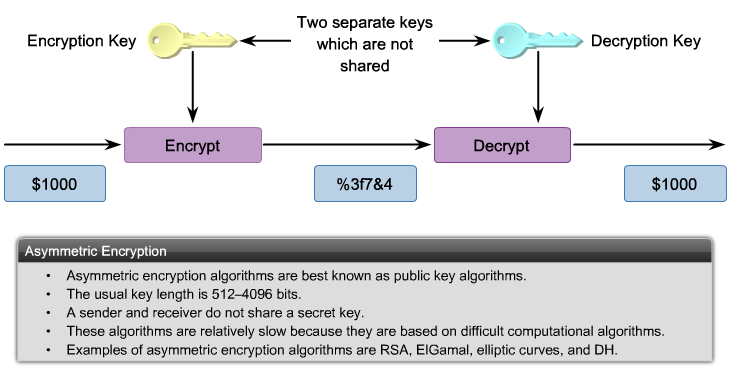 Encryption Key
Two separate keys
which are not
shared
Decryption Key
Encrypt
Decrypt
$1000
%3f7&4
$1000
Asymmetric Encryption
• Asymmetric encryption algorithms are best known as public key algorithms.
• The usual key length is 512–4096 bits.
• A sender and receiver do not share a secret key.
• These algorithms are relatively slow because they are based on difficult computational algorithms.
• Examples of asymmetric encryption algorithms are RSA, ElGamal, elliptic curves, and DH.